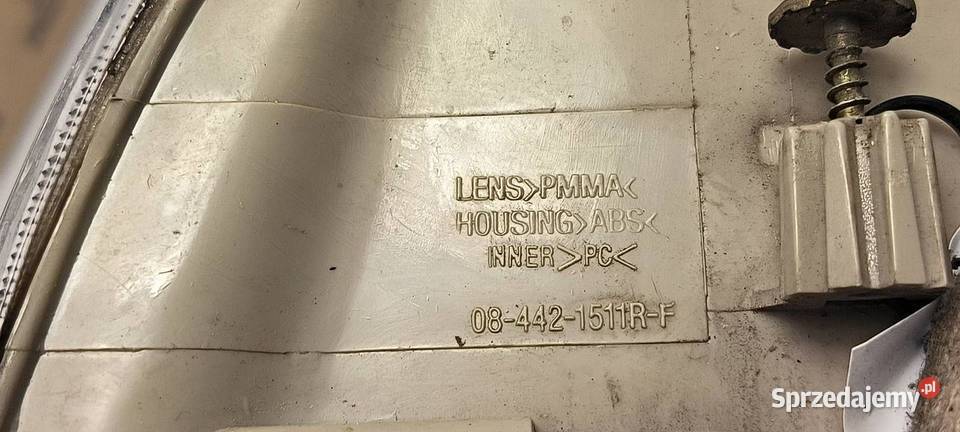 LENS>PMMA<
HOUSING>ABS<
INNER>PC<
08-442-1511R-F
Sprzedajemy.pl